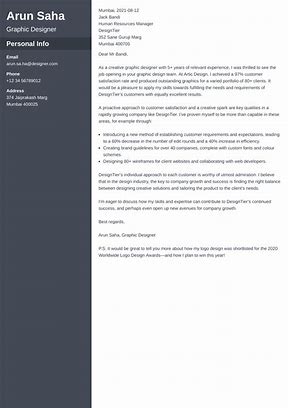 Arun Saha
Graphic Designer
Personal Info
Email
arun.sa.ha@designer.com
Phone
+12 34 56789012
Address
374 Jaiprakash Marg
Mumbai 400025
Mumbai, 2021-08-12
Jack Bandi
Human Resources Manager
DesignTier
352 Sane Guruji Marg
Mumbai 400700
Dear Mr Bandi,
As a creative graphic designer with 5+ years of relevant experience, I was thrilled to see the
job opening in your graphic design team. At Artic Design, I achieved a 97% customer
satisfaction rate and produced outstanding graphics for a varied portfolio of 80+ clients. It
would be a pleasure to apply my skills towards fulfilling the needs and requirements of
DesignTier's customers with equally excellent results.
A proactive approach to customer satisfaction and a creative spark are key qualities in a
rapidly growing company like DesignTier. I've proven myself to be more than capable in these
areas, for example through:
• Introducing a new method of establishing customer requirements and expectations, leading
to a 60% decrease in the number of edit rounds and a 40% increase in efficiency.
• Creating brand guidelines for over 40 companies, complete with custom fonts and colour
schemes.
• Designing 80+ wireframes for client websites and collaborating with web developers.
DesignTier's individual approach to each customer is worthy of utmost admiration. I believe
that in the design industry, the key to company growth and success is finding the right balance
between designing creative solutions and tailoring the product to the client's needs.
I'm eager to discuss how my skills and expertise can contribute to DesignTier's continued
success, and perhaps even open up new avenues for company growth.
Best regards,
Arun Saha, Graphic Designer
P.S. It would be great to tell you more about how my logo design was shortlisted for the 2020
Worldwide Logo Design Awards—and how I plan to win this year!